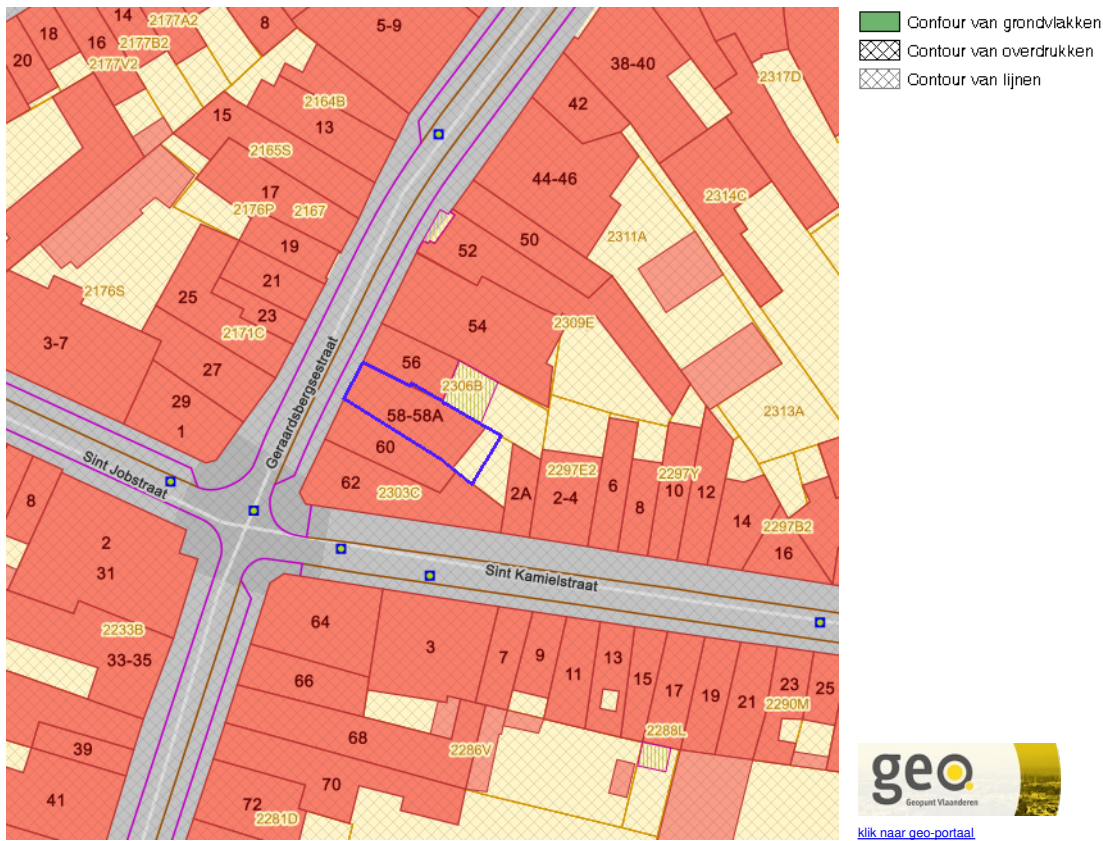 14
2177A2
8
5-9
18
16
2177B2
20
2177V2
38-40
2317D
42
15
2164B
13
2165S
44-46
17
2176P
2167
2314C
19
50
2311A
52
21
2176S
25
23
2171C
54
2309E
3-7
56
27
2306B
29
58-58A
2313A
1
Geraardsbergsestraat
60
Sint Jobstraat
62
2303C
2A
2-4
2297E2
6
2297Y
8
10
12
14
2297B2
16
8
2
31
Sint Kamielstraat
64
2233B
33-35
3
7
9
11
13
15
17
19
21
23
2290M
25
66
68
39
2286V
2288L
41
70
72
2281D
Contour van grondvlakken
Contour van overdrukken
Contour van lijnen
geo.
Geopunt Vlaanderen
klik naar geo-portaal